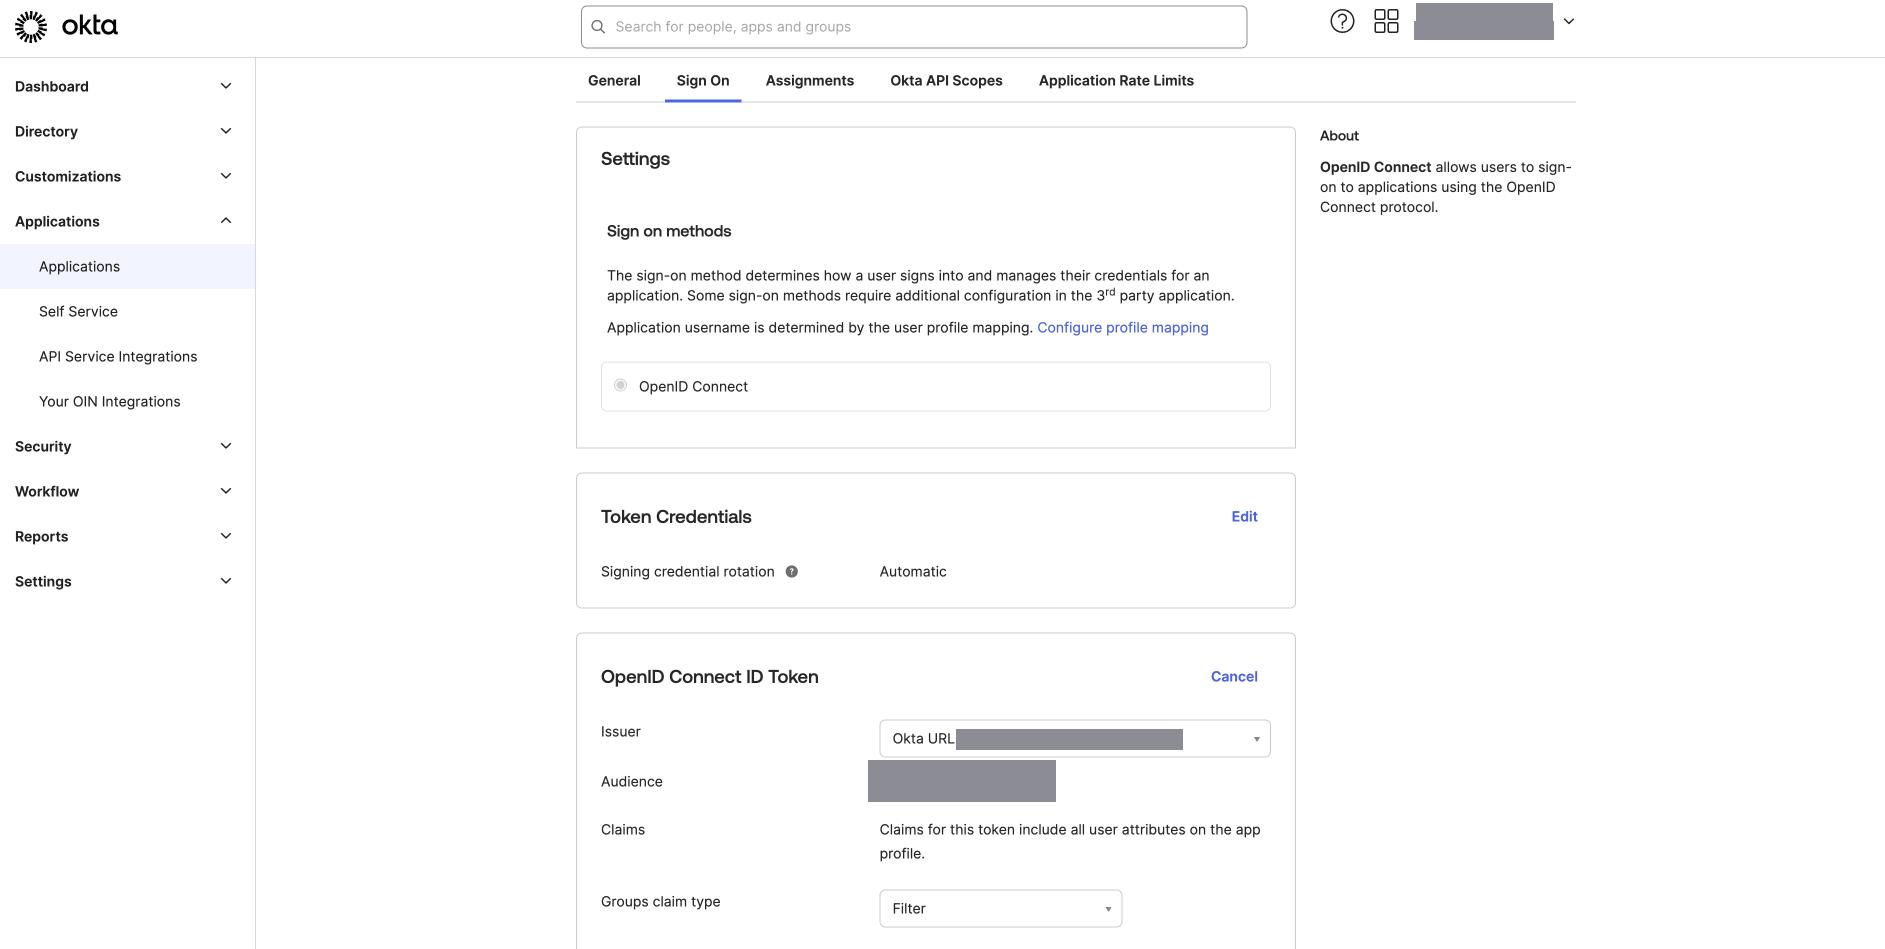 okta
Search for people, apps and groups
Dashboard
Directory
Customizations
Applications
Applications
Self Service
API Service Integrations
Your OIN Integrations
Security
Workflow
Reports
Settings
General Sign On Assignments Okta API Scopes Application Rate Limits
Settings
Sign on methods
The sign-on method determines how a user signs into and manages their credentials for an
application. Some sign-on methods require additional configuration in the 3rd party application.
Application username is determined by the user profile mapping. Configure profile mapping
OpenID Connect
Token Credentials Edit
Signing credential rotation ? Automatic
OpenID Connect ID Token Cancel
Issuer Okta URL
Audience
Claims Claims for this token include all user attributes on the app
profile.
Groups claim type Filter
About
OpenID Connect allows users to sign-
on to applications using the OpenID
Connect protocol.